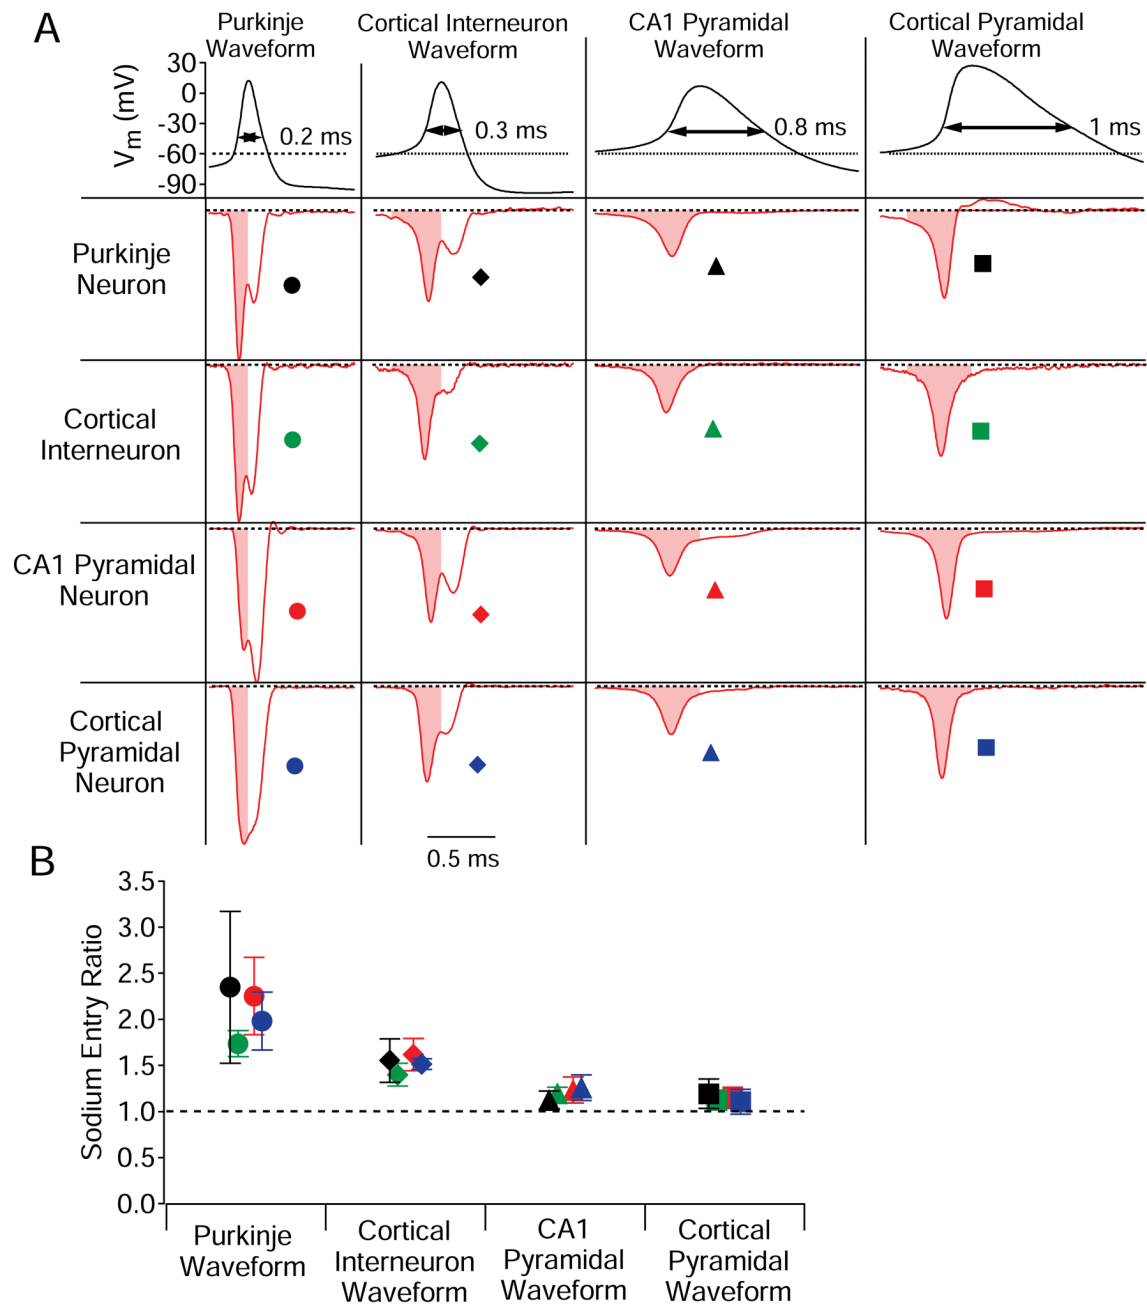 A
Purkinje
Waveform
Cortical Interneuron
Waveform
CA1 Pyramidal
Waveform
Cortical Pyramidal
Waveform
Vm (mV)
30
0
-30
-60
-90
0.2 ms
0.3 ms
0.8 ms
1 ms
Purkinje
Neuron
Cortical
Interneuron
CA1 Pyramidal
Neuron
Cortical
Pyramidal
Neuron
0.5 ms
B
Sodium Entry Ratio
3.5
3.0
2.5
2.0
1.5
1.0
0.5
0.0
Purkinje
Waveform
Cortical
Interneuron
Waveform
CA1
Pyramidal
Waveform
Cortical
Pyramidal
Waveform